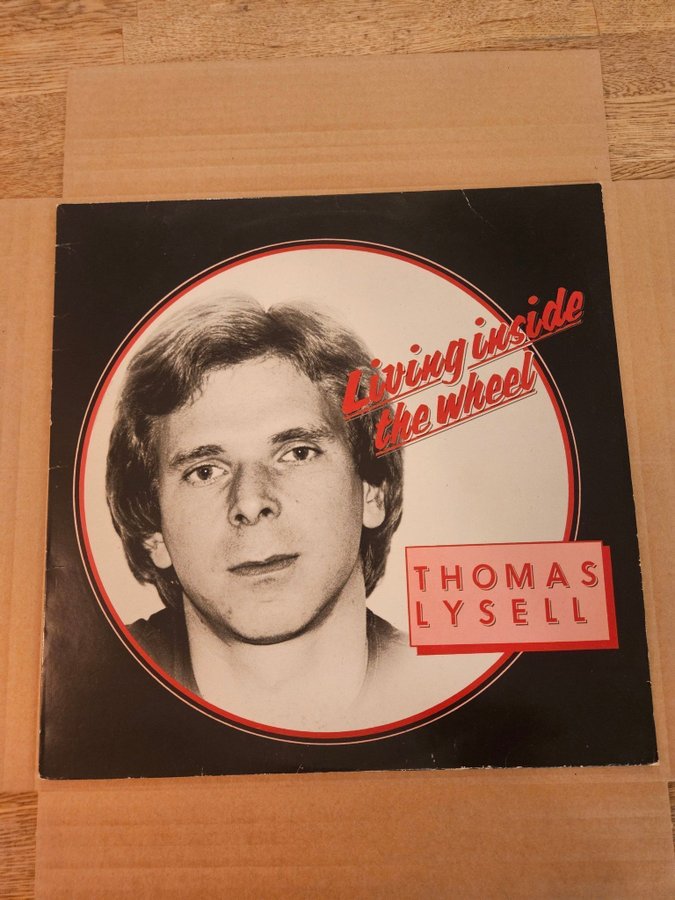 Living inside
the wheel
THOMAS
LYSELL